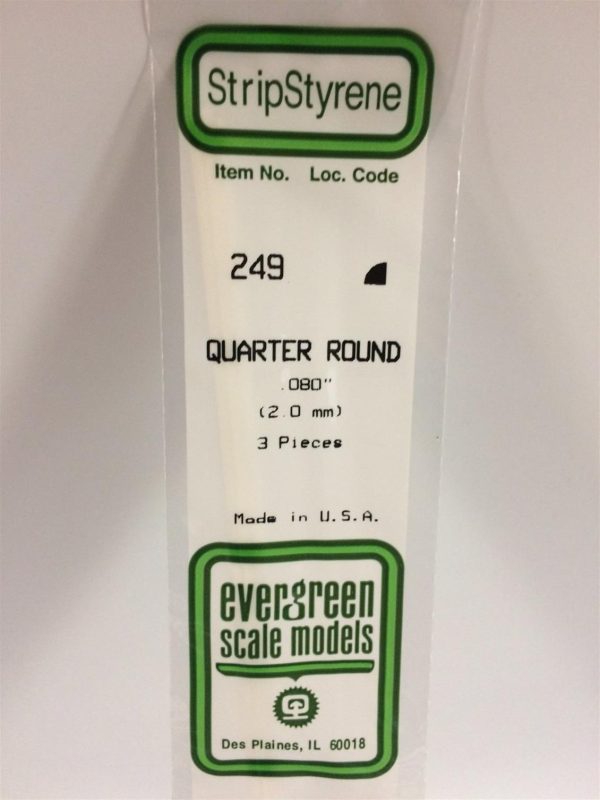 StripStyrene
Item No. Loc. Code
249
QUARTER ROUND
.080"
(2.0 mm)
3 Pieces
Made in U.S.A.
evergreen
scale models
Des Plaines, IL 60018